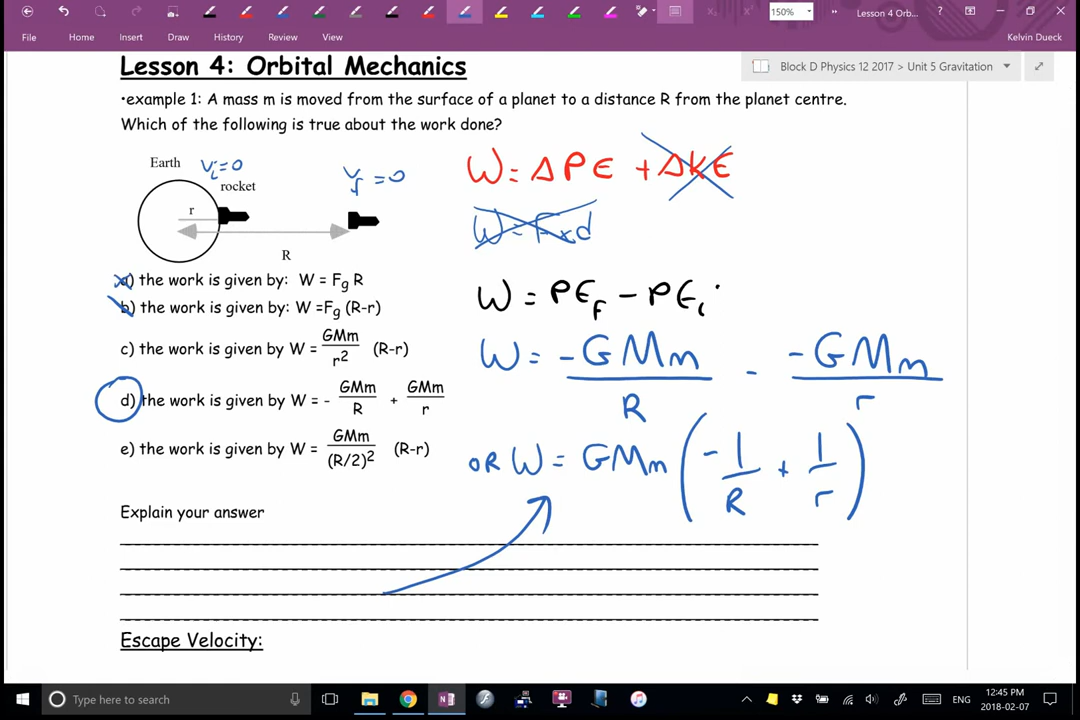 150%
Lesson 4 Orb...
File Home Insert Draw History Review View
Kelvin Dueck
Lesson 4: Orbital Mechanics
Block D Physics 12 2017 > Unit 5 Gravitation
•example 1: A mass m is moved from the surface of a planet to a distance R from the planet centre.
Which of the following is true about the work done?
Earth
Vi=0
rocket
Vf=0
r
R
W = ΔPE + ΔKE
W = Fxd
a) the work is given by: W = Fg R
b) the work is given by: W =Fg (R-r)
W = PEF - PEi
c) the work is given by W = GMm/r² (R-r)
W = -GMm/R - -GMm/r
d) the work is given by W = - GMm/R + GMm/r
e) the work is given by W = GMm/(R/2)² (R-r)
OR W = GMm (-1/R + 1/r)
Explain your answer
Escape Velocity:
Type here to search
ENG
12:45 PM
2018-02-07